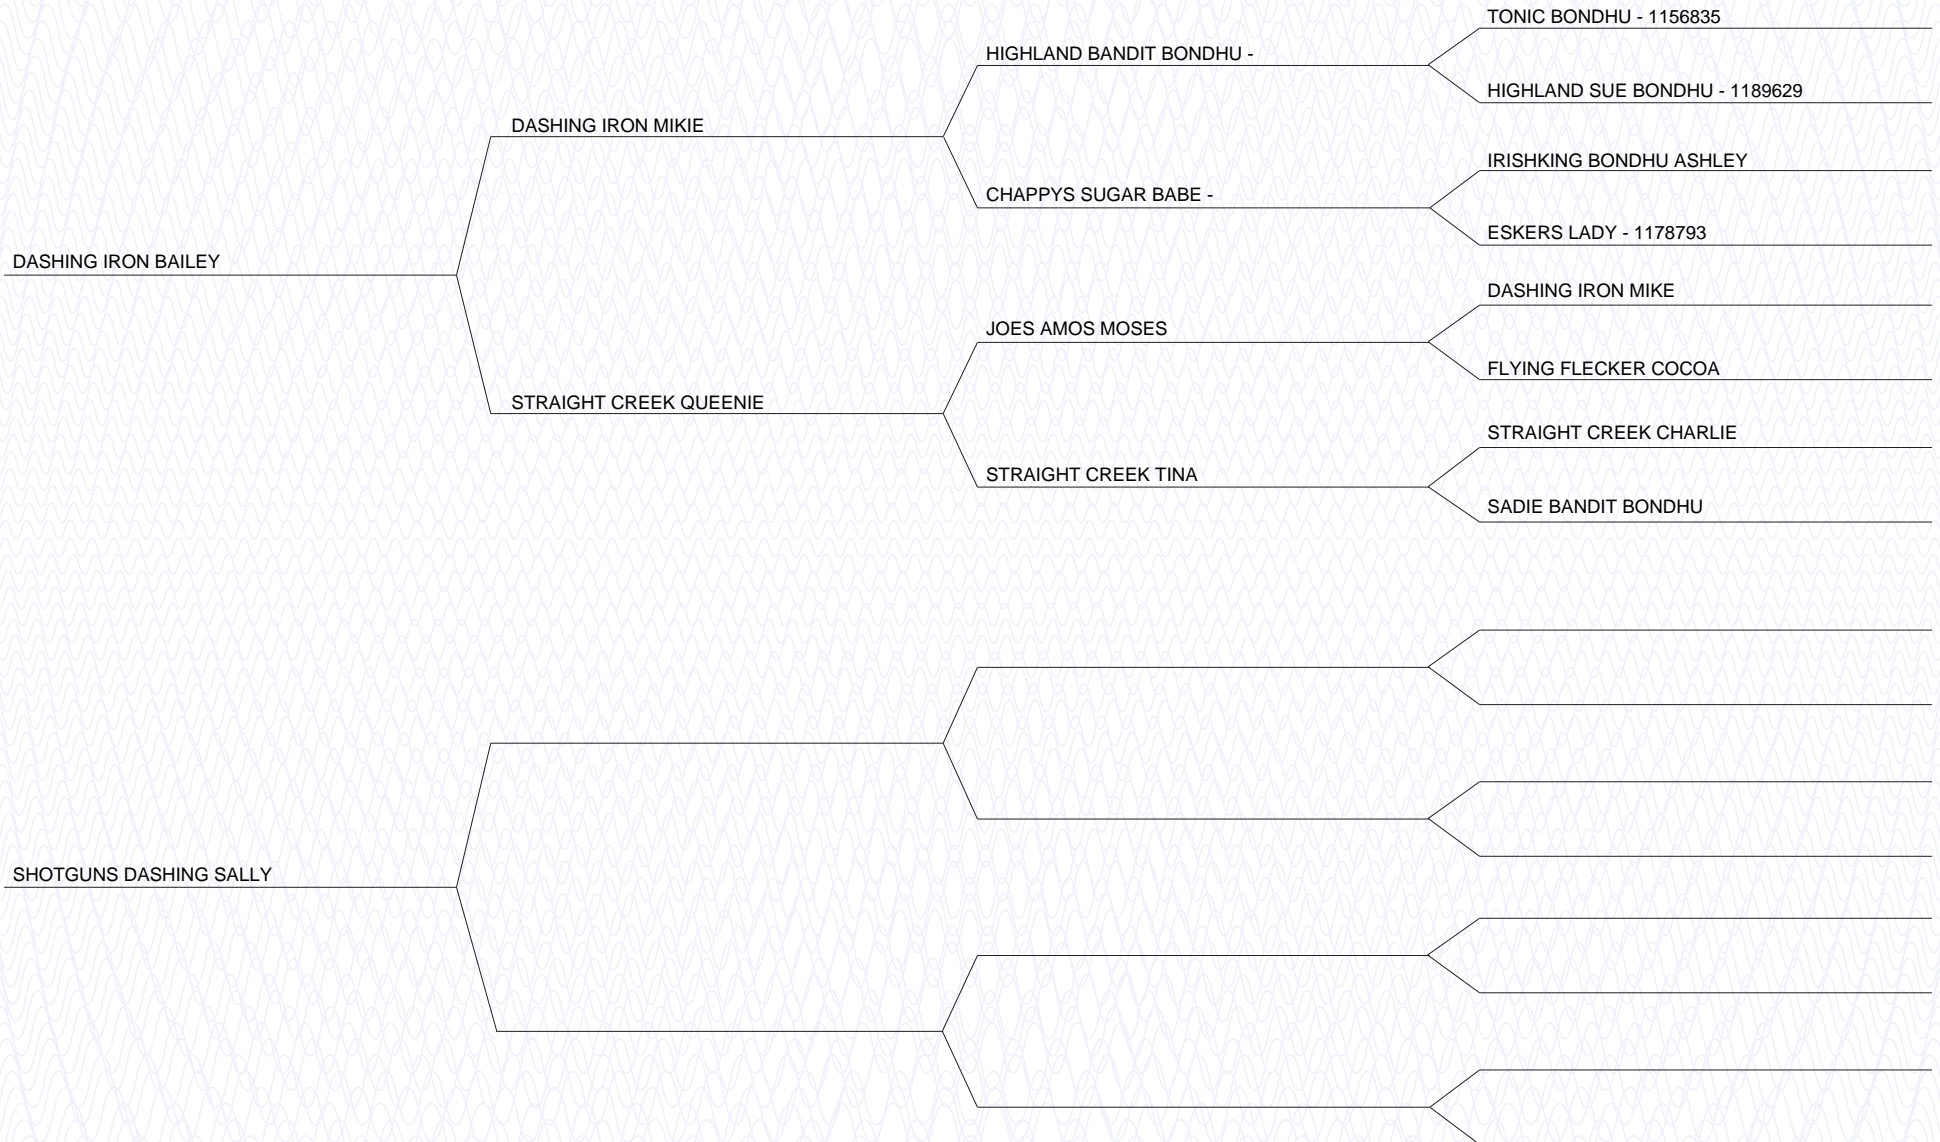 TONIC BONDHU - 1156835
HIGHLAND BANDIT BONDHU -
HIGHLAND SUE BONDHU - 1189629
DASHING IRON MIKIE
IRISHKING BONDHU ASHLEY
CHAPPYS SUGAR BABE -
ESKERS LADY - 1178793
DASHING IRON BAILEY
DASHING IRON MIKE
JOES AMOS MOSES
FLYING FLECKER COCOA
STRAIGHT CREEK QUEENIE
STRAIGHT CREEK CHARLIE
STRAIGHT CREEK TINA
SADIE BANDIT BONDHU
SHOTGUNS DASHING SALLY